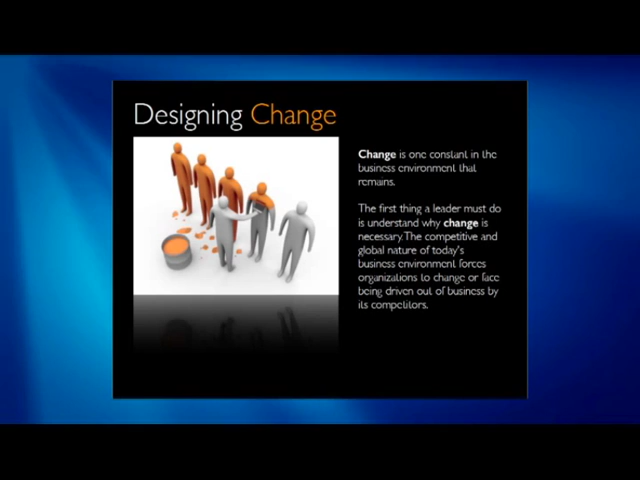 Designing Change
Change is one constant in the
business environment that
remains.
The first thing a leader must do
is understand why change is
necessary. The competitive and
global nature of today's
business environment forces
organizations to change or face
being driven out of business by
its competitors.